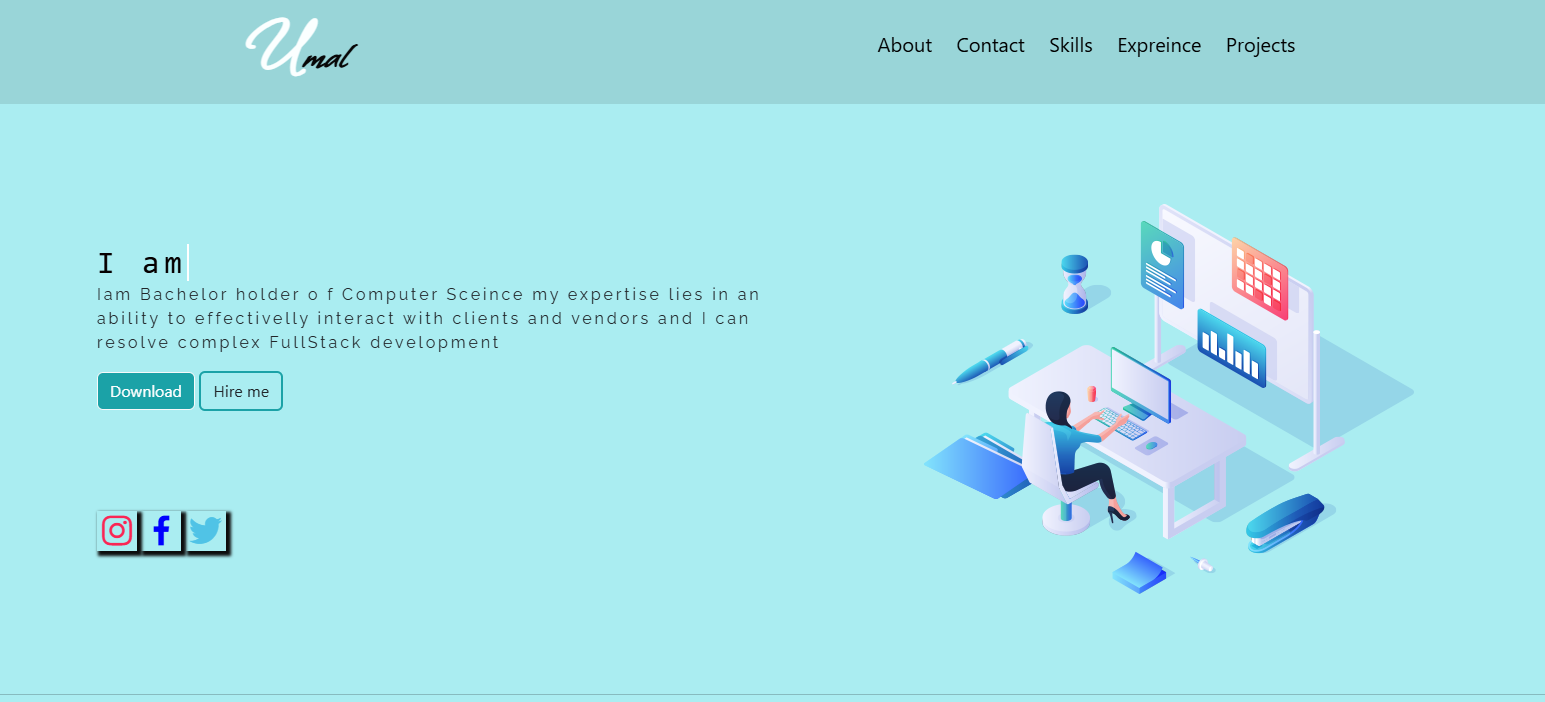 Umal
About Contact Skills Expreince Projects
I am
Iam Bachelor holder o f Computer Sceince my expertise lies in an
ability to effectivelly interact with clients and vendors and I can
resolve complex FullStack development
Download Hire me